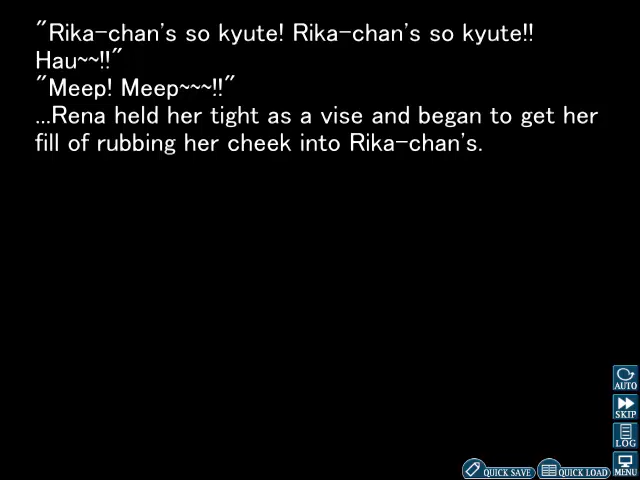 "Rika-chan's so kyute! Rika-chan's so kyute!!
Hau~~!!"
"Meep! Meep~~~!!"
...Rena held her tight as a vise and began to get her
fill of rubbing her cheek into Rika-chan's.
AUTO
SKIP
LOG
MENU
QUICK SAVE QUICK LOAD